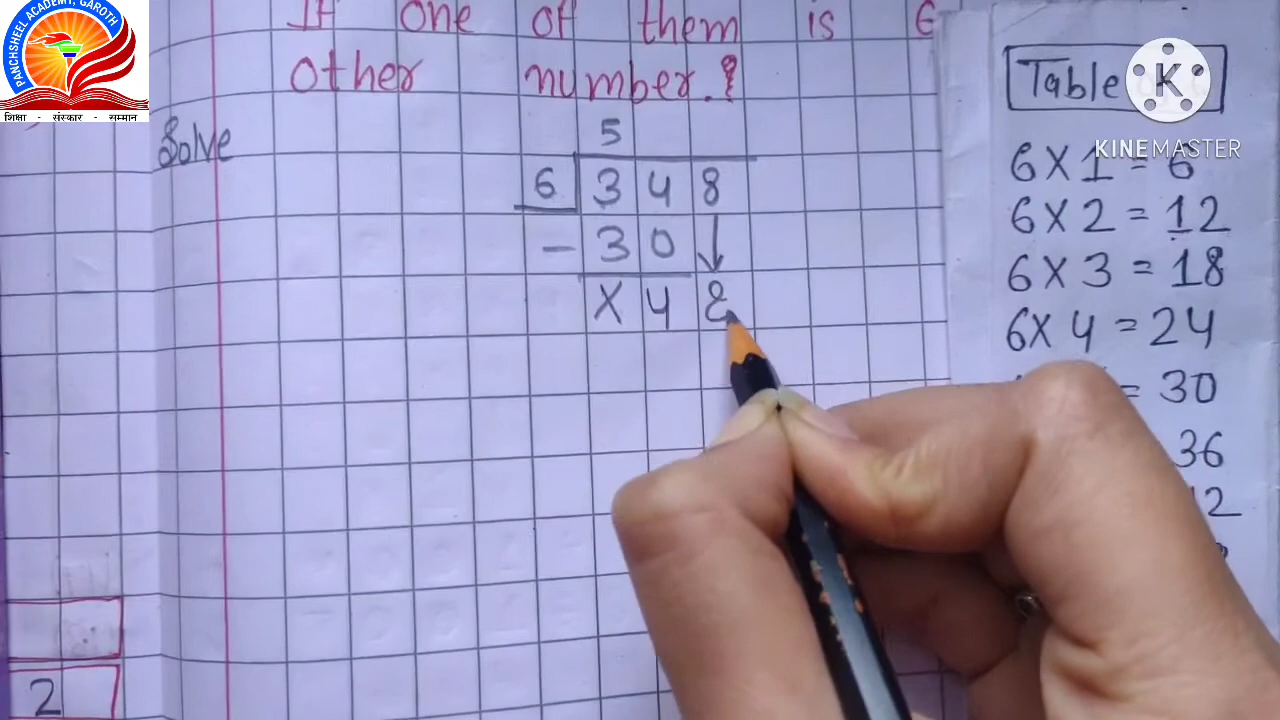 PANCHSHEEL ACADEMY, GAROTH
शिक्षा - संस्कार - सम्मान
If one of them is 6
other number.?
Solve
5
6 3 4 8
- 3 0 ↓
X 4 8
2
Table
K
KINEMASTER
6 X 1 = 6
6 X 2 = 12
6 X 3 = 18
6 X 4 = 24
= 30
36
2